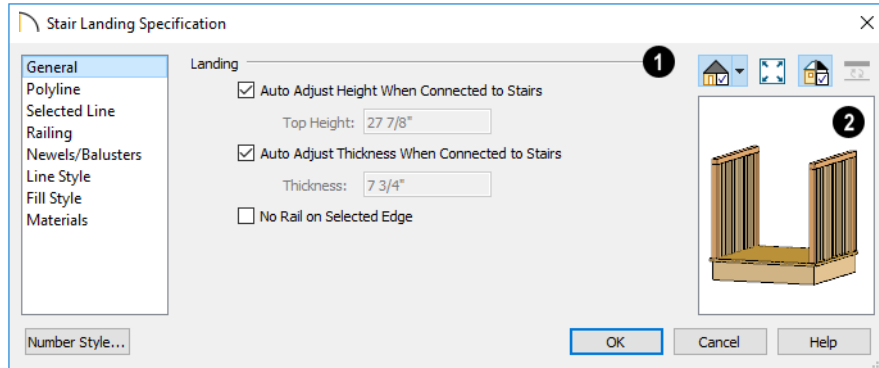 Stair Landing Specification
General
Polyline
Selected Line
Railing
Newels/Balusters
Line Style
Fill Style
Materials
Landing
1
Auto Adjust Height When Connected to Stairs
Top Height: 27 7/8"
Auto Adjust Thickness When Connected to Stairs
Thickness: 7 3/4"
No Rail on Selected Edge
2
Number Style...
OK
Cancel
Help